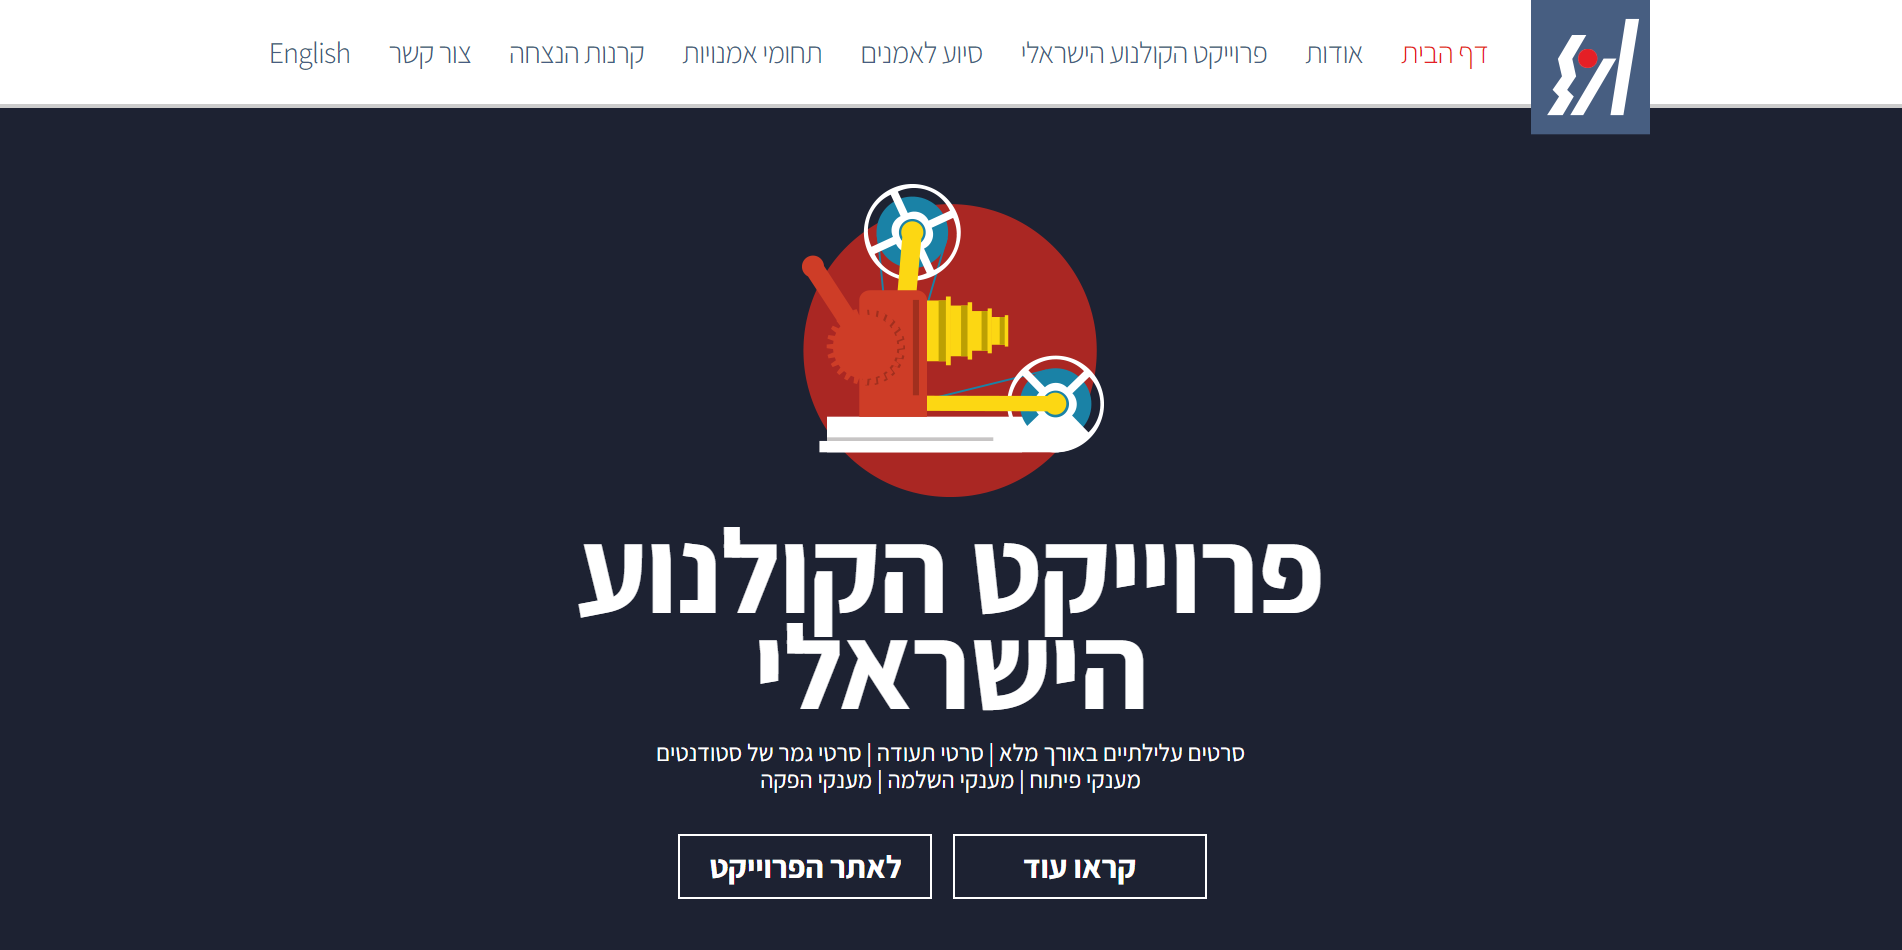 דף הבית
אודות
פרוייקט הקולנוע הישראלי
סיוע לאמנים
תחומי אמנויות
קרנות הנצחה
צור קשר
English
פרוייקט הקולנוע
הישראלי
סרטים עלילתיים באורך מלא | סרטי תעודה | סרטי גמר של סטודנטים
מענקי פיתוח | מענקי השלמה | מענקי הפקה
קראו עוד
לאתר הפרוייקט